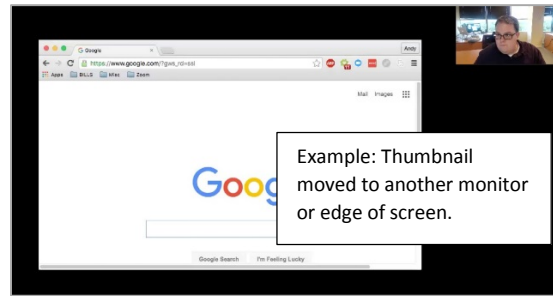 G Google
Andy
https://www.google.com/?gws_rd=ssl
Apps BILLS Misc Zoom
Mail Images
Goog
Example: Thumbnail
moved to another monitor
or edge of screen.
Google Search I'm Feeling Lucky